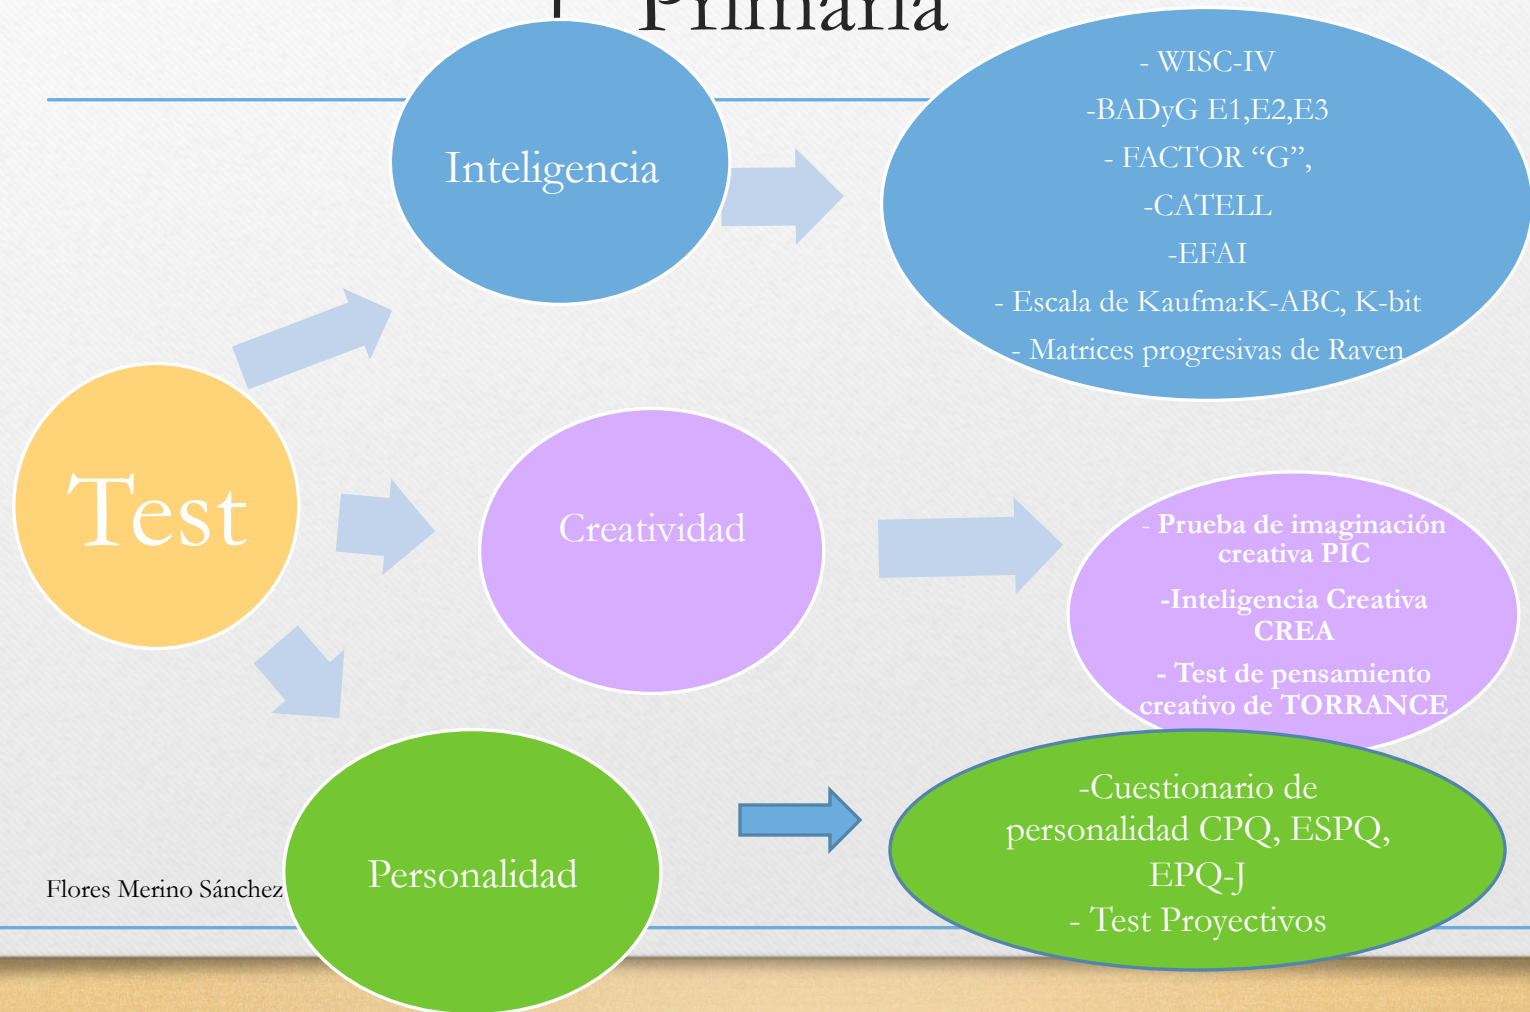 Primaria
Inteligencia
- WISC-IV
-BADyG E1,E2,E3
- FACTOR “G”,
-CATELL
-EFAI
- Escala de Kaufma:K-ABC, K-bit
- Matrices progresivas de Raven
Test
Creatividad
- Prueba de imaginación
creativa PIC
-Inteligencia Creativa
CREA
- Test de pensamiento
creativo de TORRANCE
Personalidad
-Cuestionario de
personalidad CPQ, ESPQ,
EPQ-J
- Test Proyectivos
Flores Merino Sánchez